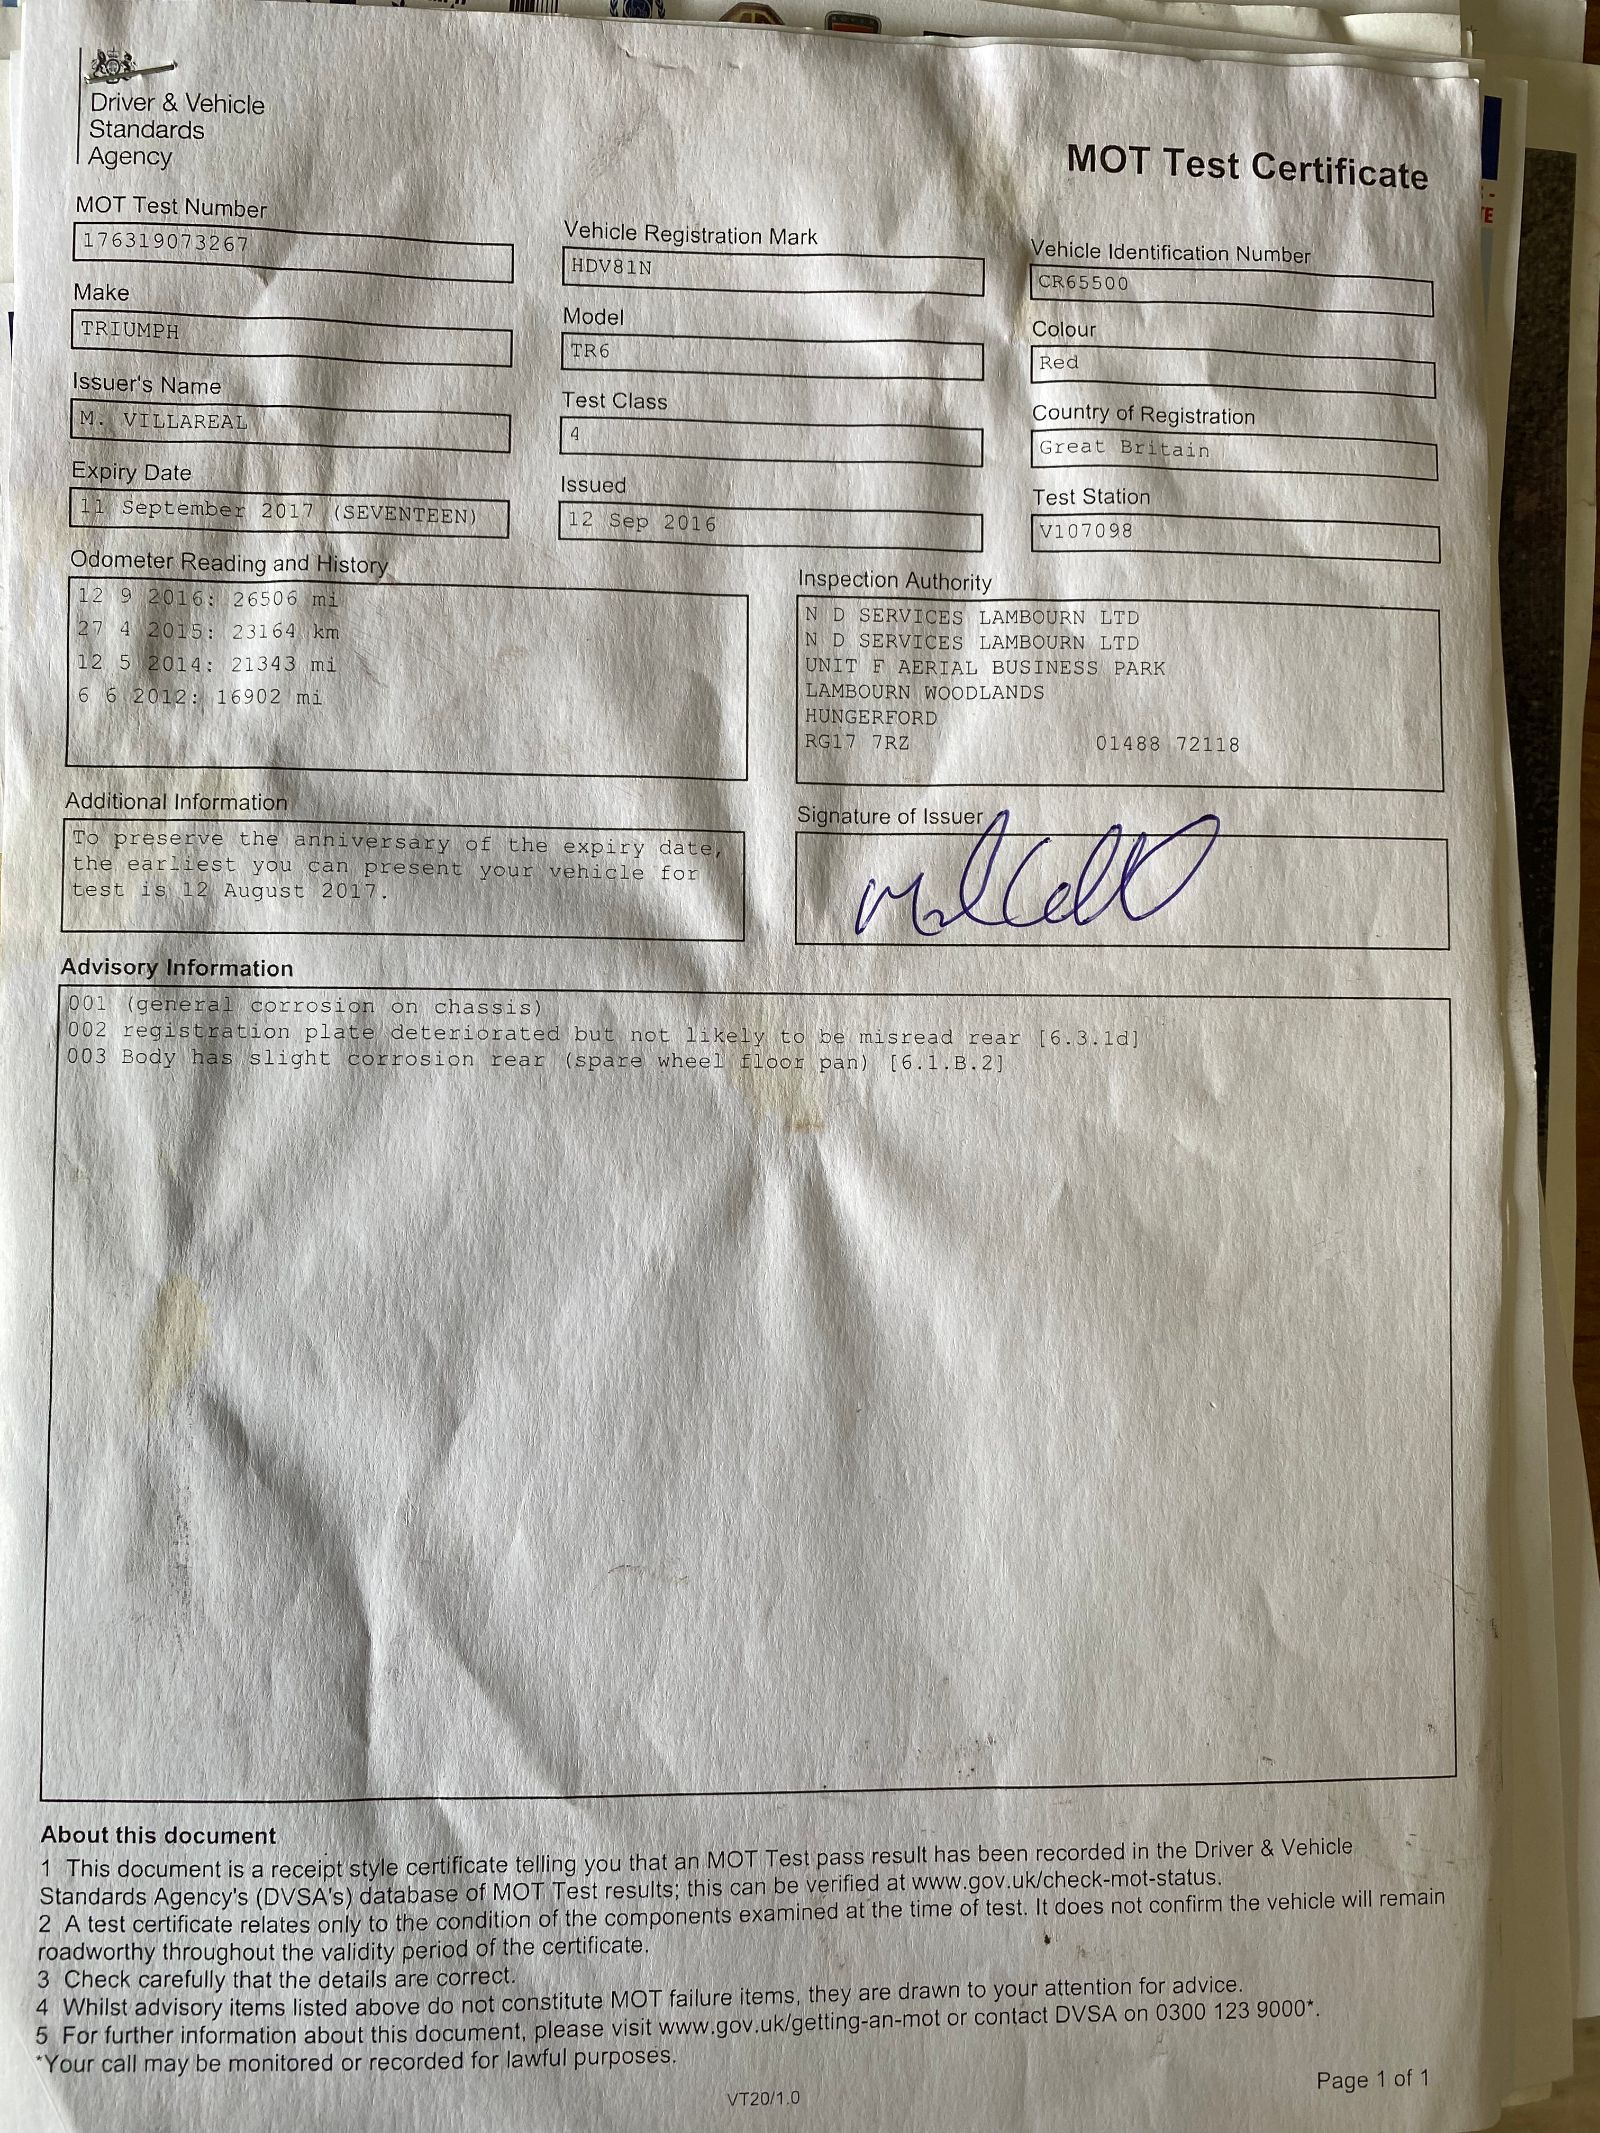 Driver & Vehicle
Standards
Agency
MOT Test Certificate
MOT Test Number
176319073267
Vehicle Registration Mark
HDV81N
Vehicle Identification Number
CR65500
Make
TRIUMPH
Model
TR6
Colour
Red
Issuer's Name
M. VILLAREAL
Test Class
4
Country of Registration
Great Britain
Expiry Date
11 September 2017 (SEVENTEEN)
Issued
12 Sep 2016
Test Station
V107098
Odometer Reading and History
12 9 2016: 26506 mi
27 4 2015: 23164 km
12 5 2014: 21343 mi
6 6 2012: 16902 mi
Inspection Authority
N D SERVICES LAMBOURN LTD
N D SERVICES LAMBOURN LTD
UNIT F AERIAL BUSINESS PARK
LAMBOURN WOODLANDS
HUNGERFORD
RG17 7RZ 01488 72118
Additional Information
To preserve the anniversary of the expiry date,
the earliest you can present your vehicle for
test is 12 August 2017.
Signature of Issuer
Advisory Information
001 (general corrosion on chassis)
002 registration plate deteriorated but not likely to be misread rear [6.3.1d]
003 Body has slight corrosion rear (spare wheel floor pan) [6.1.B.2]
About this document
1 This document is a receipt style certificate telling you that an MOT Test pass result has been recorded in the Driver & Vehicle
Standards Agency's (DVSA's) database of MOT Test results; this can be verified at www.gov.uk/check-mot-status.
2 A test certificate relates only to the condition of the components examined at the time of test. It does not confirm the vehicle will remain
roadworthy throughout the validity period of the certificate.
3 Check carefully that the details are correct.
4 Whilst advisory items listed above do not constitute MOT failure items, they are drawn to your attention for advice.
5 For further information about this document, please visit www.gov.uk/getting-an-mot or contact DVSA on 0300 123 9000*.
*Your call may be monitored or recorded for lawful purposes.
Page 1 of 1
VT20/1.0